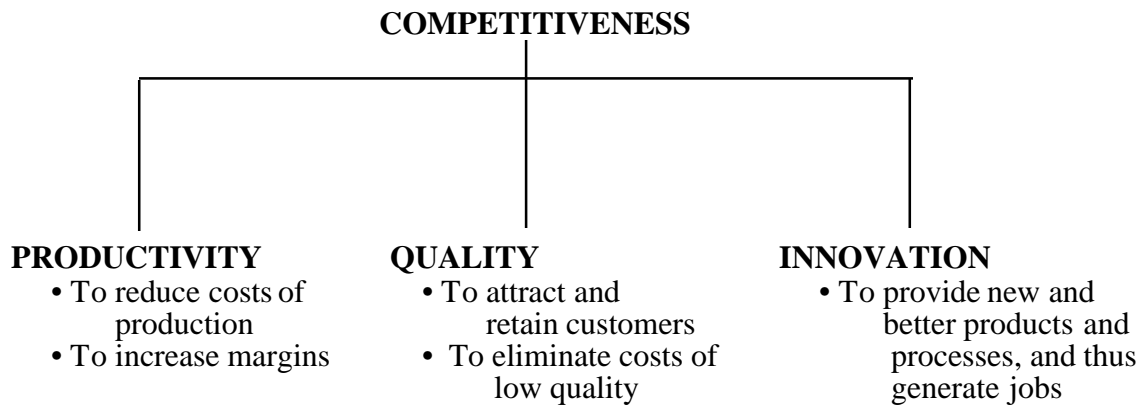 COMPETITIVENESS
PRODUCTIVITY
• To reduce costs of
production
• To increase margins
QUALITY
• To attract and
retain customers
• To eliminate costs of
low quality
INNOVATION
• To provide new and
better products and
processes, and thus
generate jobs